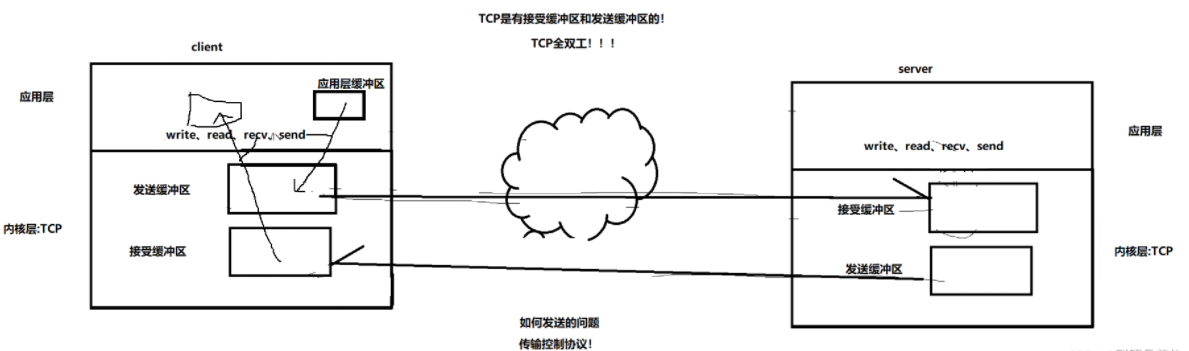 TCP是有接受缓冲区和发送缓冲区的!
TCP全双工！！！
client
server
应用层
应用层缓冲区
write、read、recv、send
应用层
write、read、recv、send
发送缓冲区
接受缓冲区
内核层:TCP
接受缓冲区
发送缓冲区
内核层:TCP
如何发送的问题
传输控制协议!